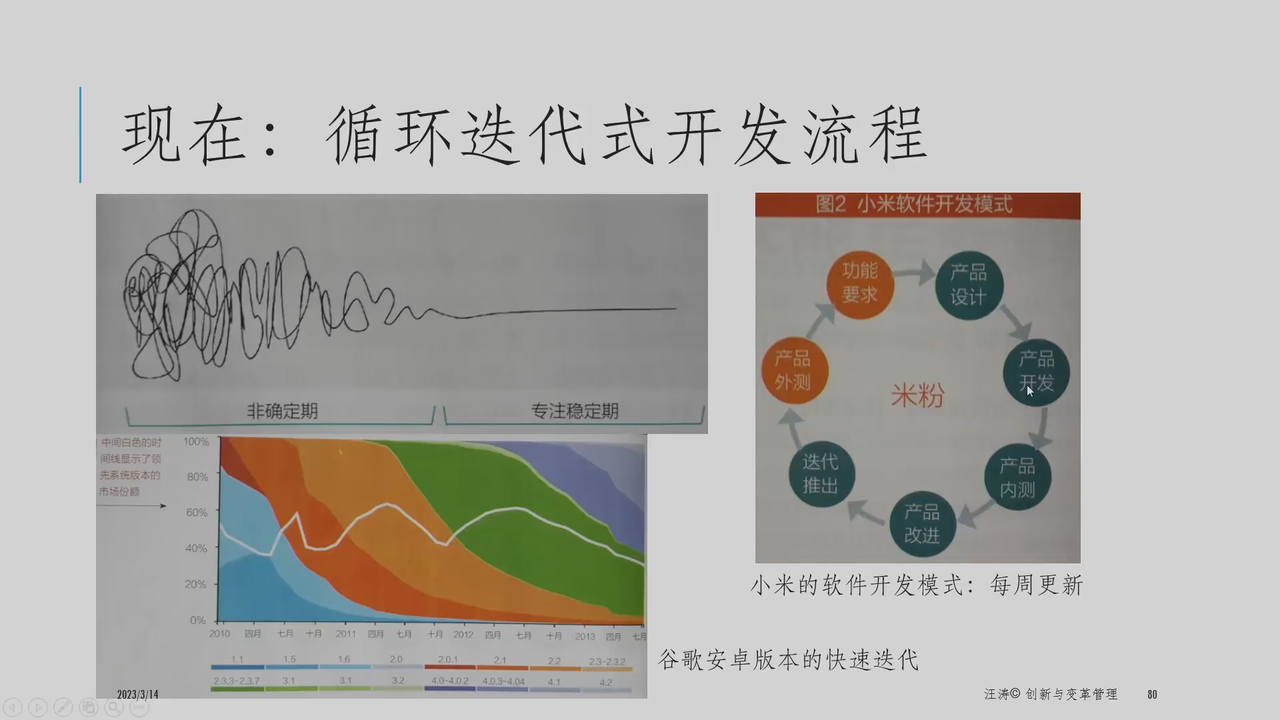 现在：循环迭代式开发流程
非确定期
专注稳定期
中间白色的时
间线显示了领
先系统版本的
市场份额
100%
80%
60%
40%
20%
0%
2010 四月 七月 十月 2011 四月 七月 十月 2012 四月 七月 十月 2013 四月 七月
1.1 1.5 1.6 2.0 2.0.1 2.1 2.2 2.3-2.3.2
2.3.3-2.3.7 3.1 3.1 3.2 4.0-4.0.2 4.0.3-4.04 4.1 4.2
图2 小米软件开发模式
功能
要求
产品
设计
产品
开发
产品
内测
产品
改进
迭代
推出
产品
外测
米粉
小米的软件开发模式：每周更新
谷歌安卓版本的快速迭代
2023/3/14
汪涛© 创新与变革管理
80